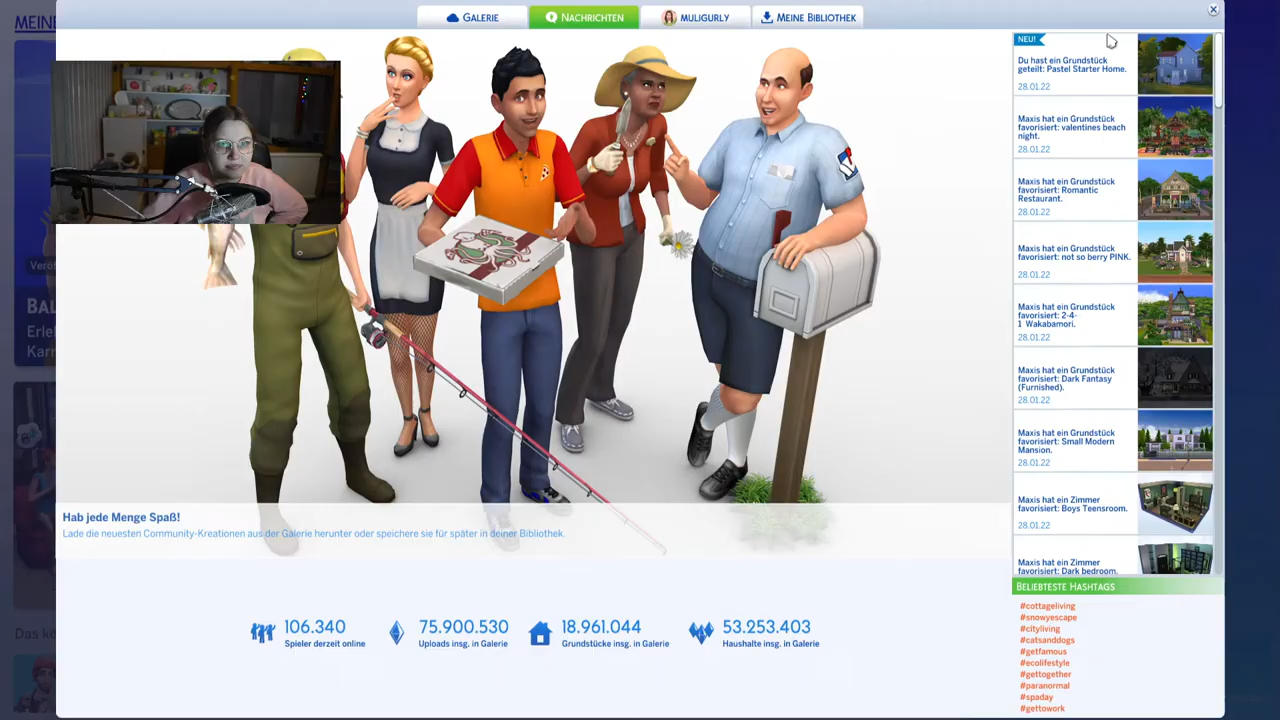 MEINE
GALERIE
NACHRICHTEN
MULIGURLY
MEINE BIBLIOTHEK
NEU!
Du hast ein Grundstück
geteilt: Pastel Starter Home.
28.01.22
Maxis hat ein Grundstück
favorisiert: valentines beach
night.
28.01.22
Maxis hat ein Grundstück
favorisiert: Romantic
Restaurant.
28.01.22
Maxis hat ein Grundstück
favorisiert: not so berry PINK.
28.01.22
Maxis hat ein Grundstück
favorisiert: 2-4-
1 Wakabamori.
28.01.22
Maxis hat ein Grundstück
favorisiert: Dark Fantasy
(Furnished).
28.01.22
Maxis hat ein Grundstück
favorisiert: Small Modern
Mansion.
28.01.22
Maxis hat ein Zimmer
favorisiert: Boys Teensroom.
28.01.22
Maxis hat ein Zimmer
favorisiert: Dark bedroom.
BELIEBTESTE HASHTAGS
#cottageliving
#snowyescape
#cityliving
#catsanddogs
#getfamous
#ecolifestyle
#gettogether
#paranormal
#spaday
#gettowork
Hab jede Menge Spaß!
Lade die neuesten Community-Kreationen aus der Galerie herunter oder speichere sie für später in deiner Bibliothek.
106.340
Spieler derzeit online
75.900.530
Uploads insg. in Galerie
18.961.044
Grundstücke insg. in Galerie
53.253.403
Haushalte insg. in Galerie
Veröf
BAL
Erle
Karr
Das kö